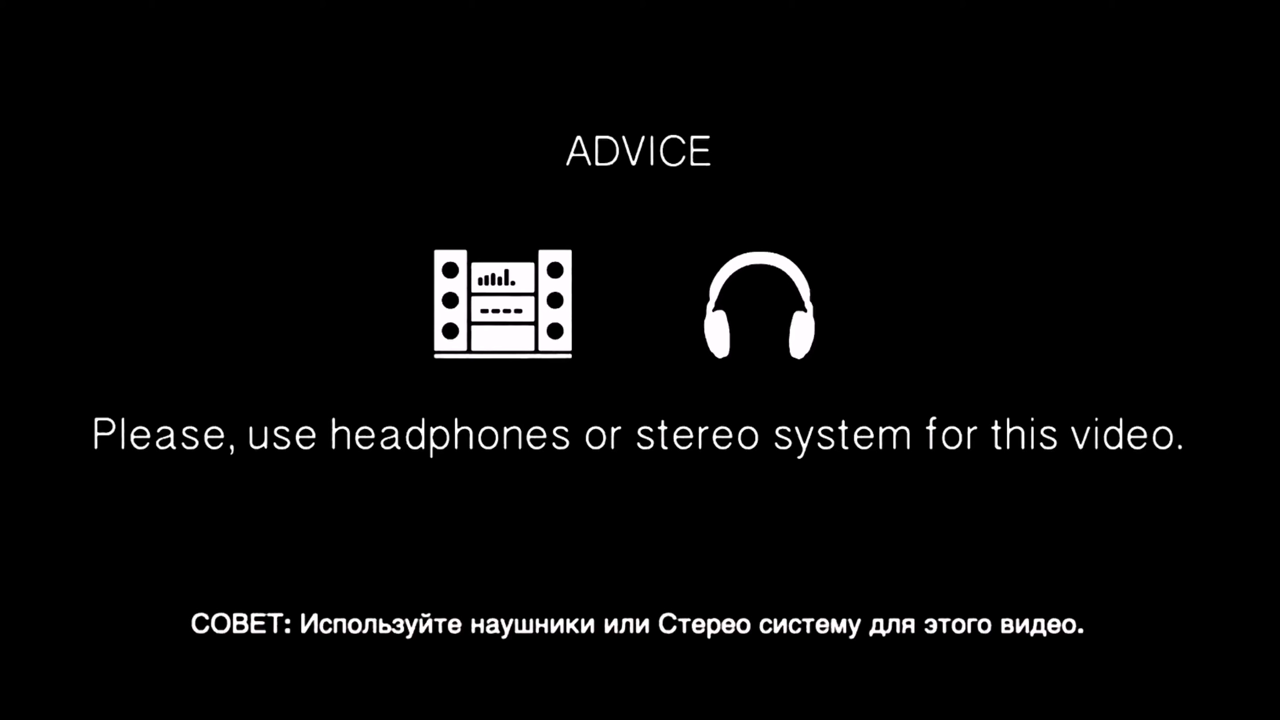 ADVICE
Please, use headphones or stereo system for this video.
СОВЕТ: Используйте наушники или Стерео систему для этого видео.